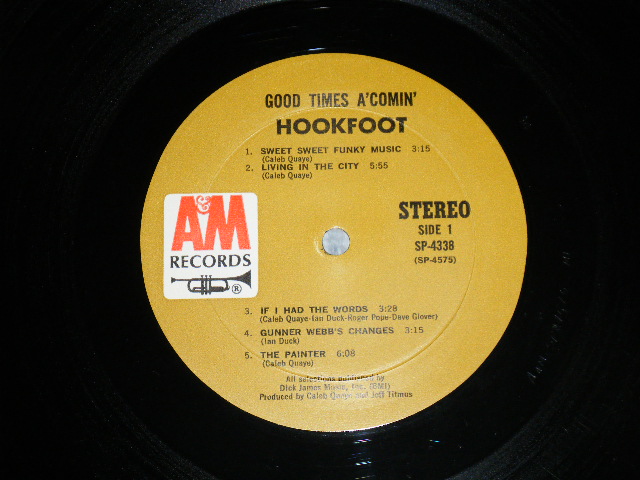 GOOD TIMES A'COMIN'
HOOKFOOT
1. SWEET SWEET FUNKY MUSIC 3:15
(Caleb Quaye)
2. LIVING IN THE CITY 5:55
(Caleb Quaye)
A&M
RECORDS
®
STEREO
SIDE 1
SP-4338
(SP-4575)
3. IF I HAD THE WORDS 3:28
(Caleb Quaye-Ian Duck-Roger Pope-Dave Glover)
4. GUNNER WEBB'S CHANGES 3:15
(Ian Duck)
5. THE PAINTER 6:08
(Caleb Quaye)
All selections published by
Dick James Music, Inc. (BMI)
Produced by Caleb Quaye and Jeff Titmus